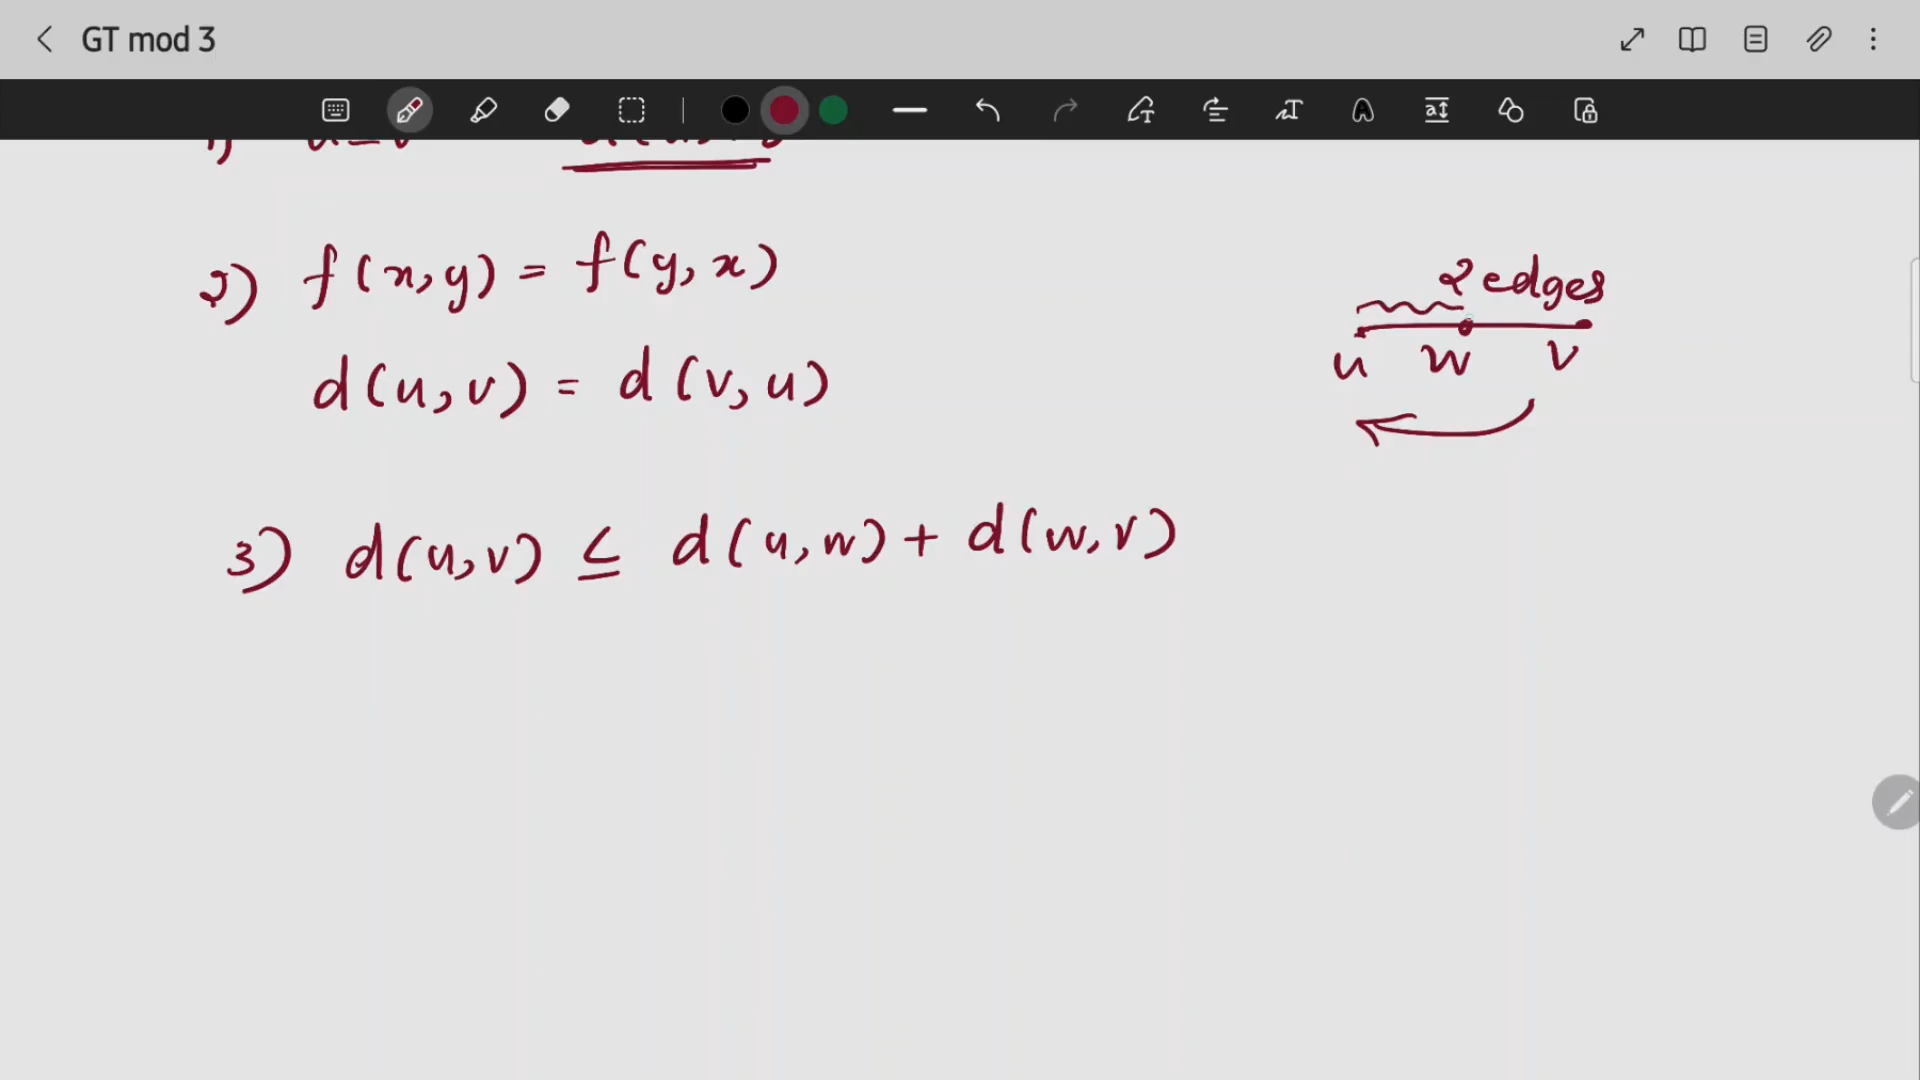 GT mod 3
2) f(x,y) = f(y,x)
2 edges
u w v
d(u,v) = d(v,u)
3) d(u,v) ≤ d(u,w) + d(w,v)